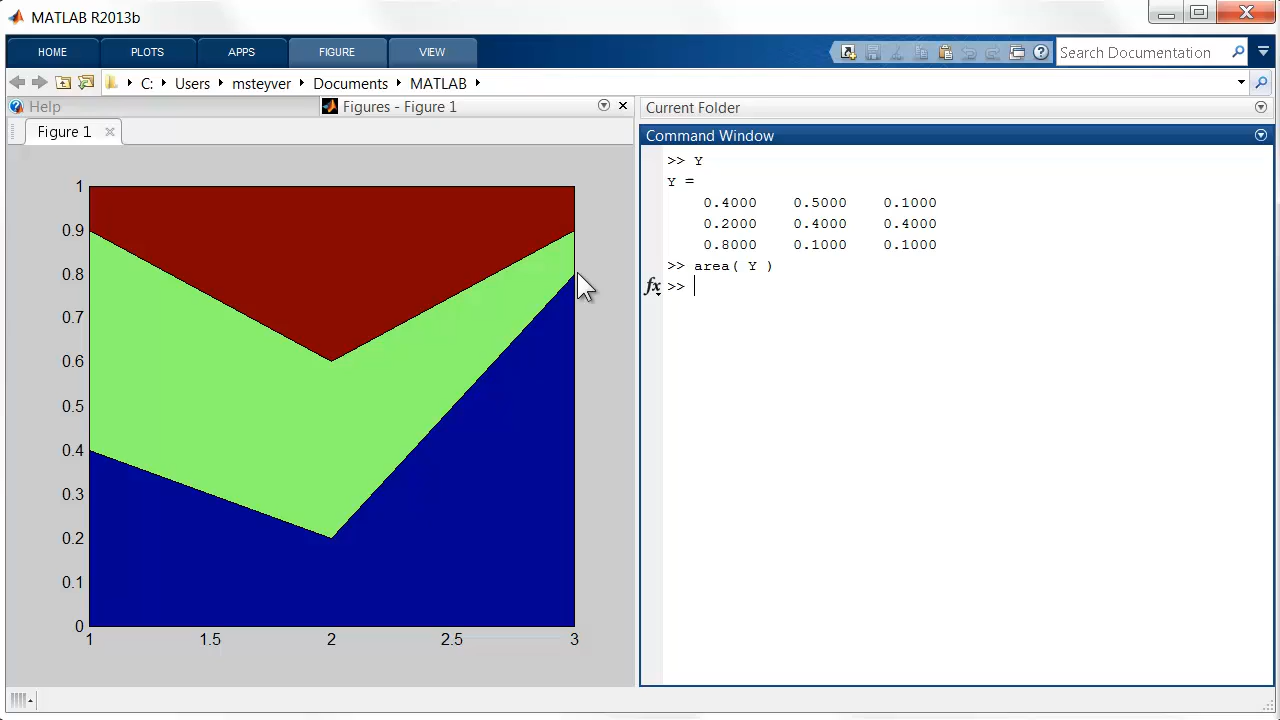 MATLAB R2013b
HOME PLOTS APPS FIGURE VIEW Search Documentation
C: Users msteyver Documents MATLAB
Help Figures - Figure 1 Current Folder
Figure 1 Command Window
>> Y
Y =
0.4000 0.5000 0.1000
0.2000 0.4000 0.4000
0.8000 0.1000 0.1000
>> area( Y )
fx >>
1
0.9
0.8
0.7
0.6
0.5
0.4
0.3
0.2
0.1
0
1 1.5 2 2.5 3